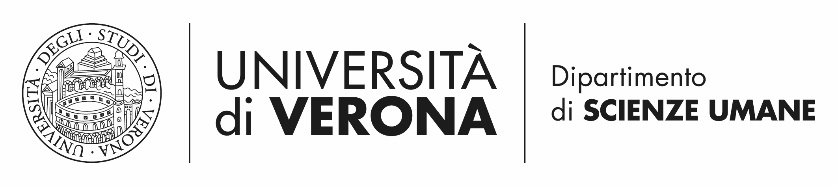 UNIVERSITÀ · DEGLI · STUDI · DI · VERONA ·
UNIVERSITÀ
di VERONA
Dipartimento
di SCIENZE UMANE